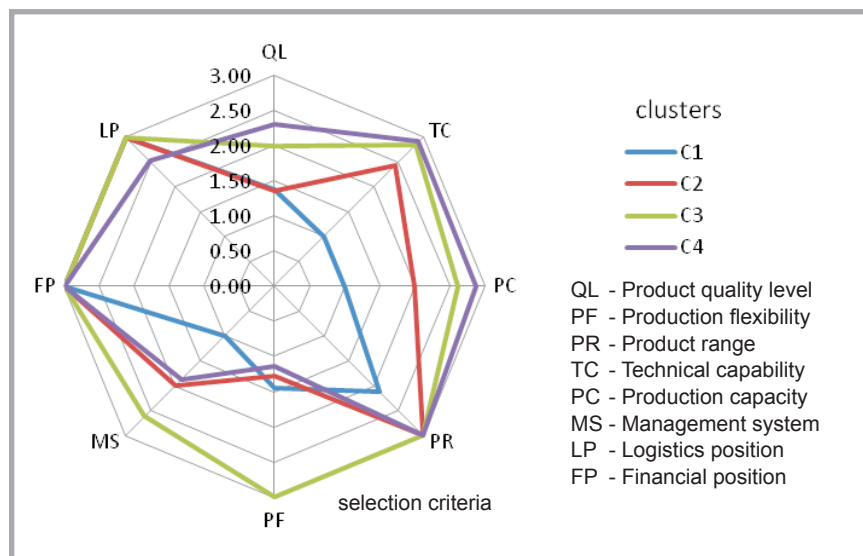 QL
3.00
2.50
LP
TC
2.00
1.50
1.00
0.50
FP
0.00
PC
MS
PR
PF
selection criteria
clusters
C1
C2
C3
C4
QL - Product quality level
PF - Production flexibility
PR - Product range
TC - Technical capability
PC - Production capacity
MS - Management system
LP - Logistics position
FP - Financial position